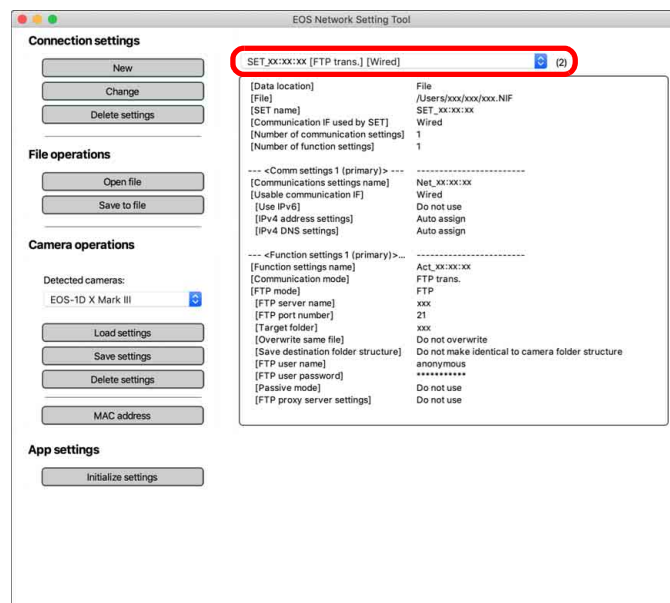 EOS Network Setting Tool
Connection settings
New
Change
Delete settings
File operations
Open file
Save to file
Camera operations
Detected cameras:
EOS-1D X Mark III
Load settings
Save settings
Delete settings
MAC address
App settings
Initialize settings
SET_xx:xx:xx [FTP trans.] [Wired] (2)
[Data location] File
[File] /Users/xxx/xxx/xxx.NIF
[SET name] SET_xx:xx:xx
[Communication IF used by SET] Wired
[Number of communication settings] 1
[Number of function settings] 1
--- <Comm settings 1 (primary)> --- ------------------------
[Communications settings name] Net_xx:xx:xx
[Usable communication IF] Wired
[Use IPv6] Do not use
[IPv4 address settings] Auto assign
[IPv4 DNS settings] Auto assign
--- <Function settings 1 (primary)>... ------------------------
[Function settings name] Act_xx:xx:xx
[Communication mode] FTP trans.
[FTP mode] FTP
[FTP server name] xxx
[FTP port number] 21
[Target folder] xxx
[Overwrite same file] Do not overwrite
[Save destination folder structure] Do not make identical to camera folder structure
[FTP user name] anonymous
[FTP user password] ***********
[Passive mode] Do not use
[FTP proxy server settings] Do not use